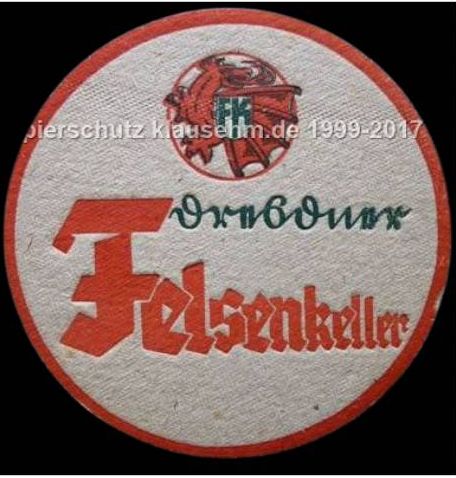 FK
pierschutz klausehm.de 1999-2017
Dresdner
Felsenkeller